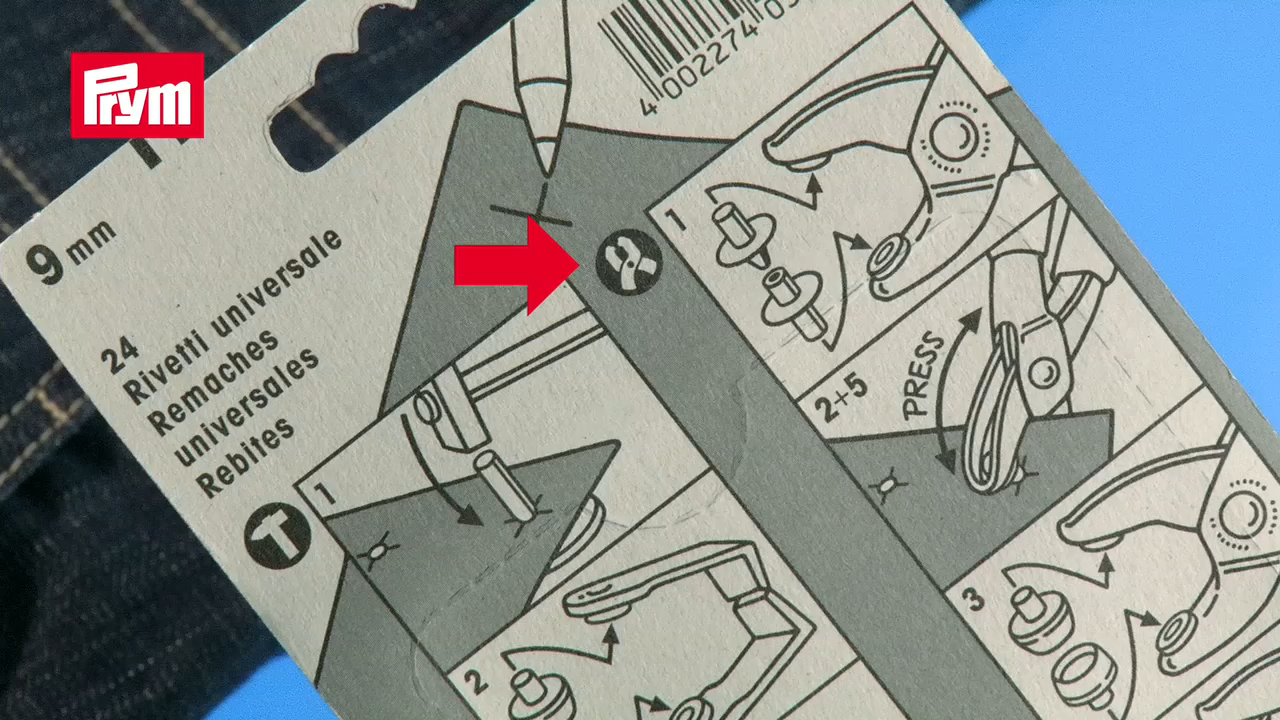 Prym
4 002274 0
9 mm
24
Rivetti universale
Remaches
universales
Rebites
1
1
PRESS
2+5
2
3